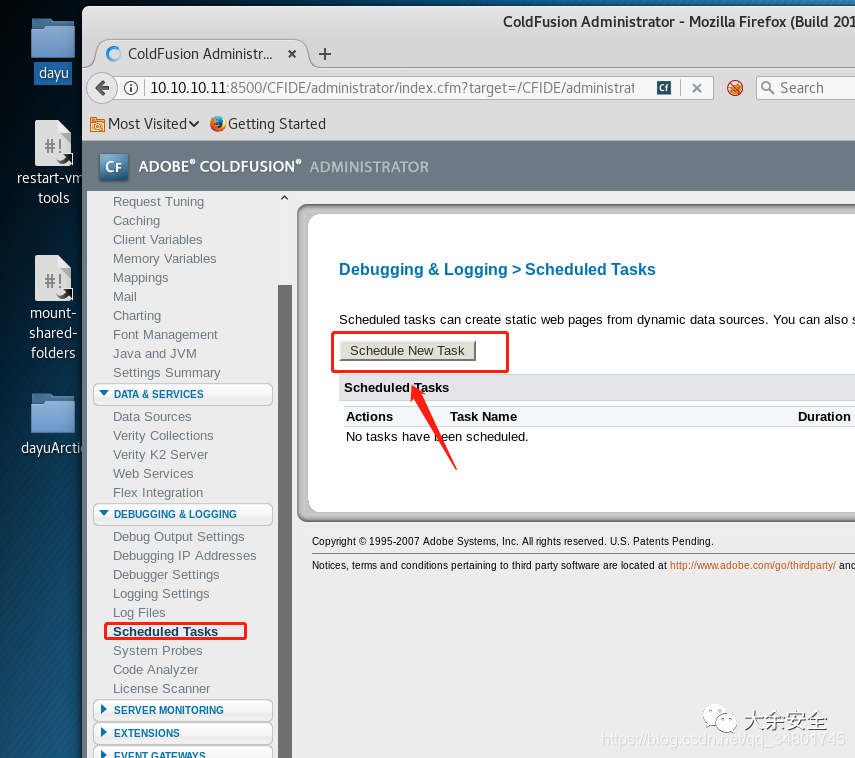 dayu
#!
restart-vm
tools
#!
mount-
shared-
folders
dayuArcti
ColdFusion Administrator - Mozilla Firefox (Build 201
ColdFusion Administr...
10.10.10.11:8500/CFIDE/administrator/index.cfm?target=/CFIDE/administrat
Cf
Search
Most Visited
Getting Started
CF ADOBE® COLDFUSION® ADMINISTRATOR
Request Tuning
Caching
Client Variables
Memory Variables
Mappings
Mail
Charting
Font Management
Java and JVM
Settings Summary
DATA & SERVICES
Data Sources
Verity Collections
Verity K2 Server
Web Services
Flex Integration
DEBUGGING & LOGGING
Debug Output Settings
Debugging IP Addresses
Debugger Settings
Logging Settings
Log Files
Scheduled Tasks
System Probes
Code Analyzer
License Scanner
SERVER MONITORING
EXTENSIONS
EVENT GATEWAYS
Debugging & Logging > Scheduled Tasks
Scheduled tasks can create static web pages from dynamic data sources. You can also s
Schedule New Task
Scheduled Tasks
Actions Task Name Duration
No tasks have been scheduled.
Copyright © 1995-2007 Adobe Systems, Inc. All rights reserved. U.S. Patents Pending.
Notices, terms and conditions pertaining to third party software are located at http://www.adobe.com/go/thirdparty/ and
大余安全
https://blog.csdn.net/qq_34801745